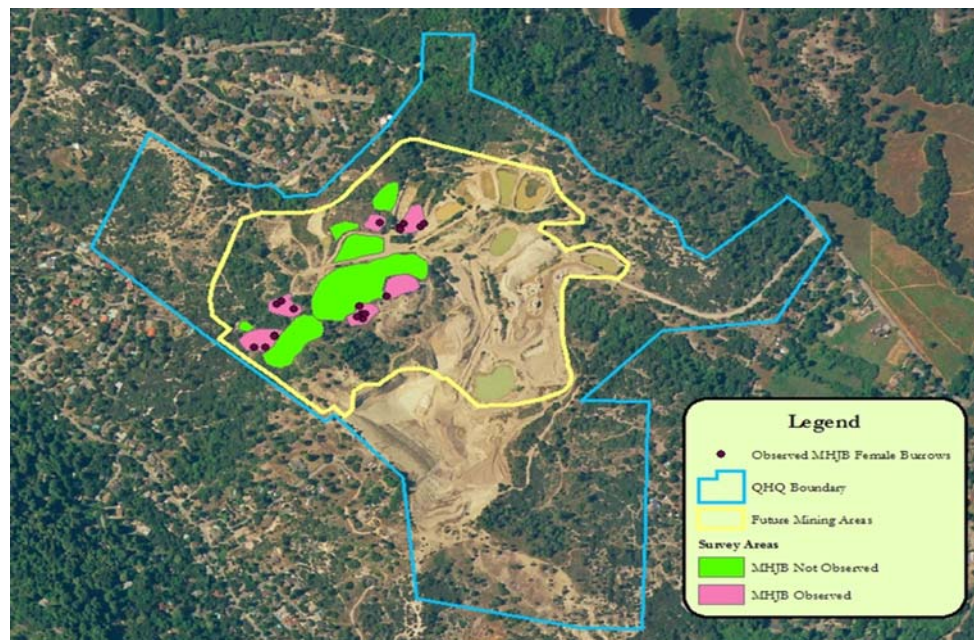 Legend
Observed MHJB Female Burrows
QHQ Boundary
Future Mining Areas
Survey Areas
MHJB Not Observed
MHJB Observed